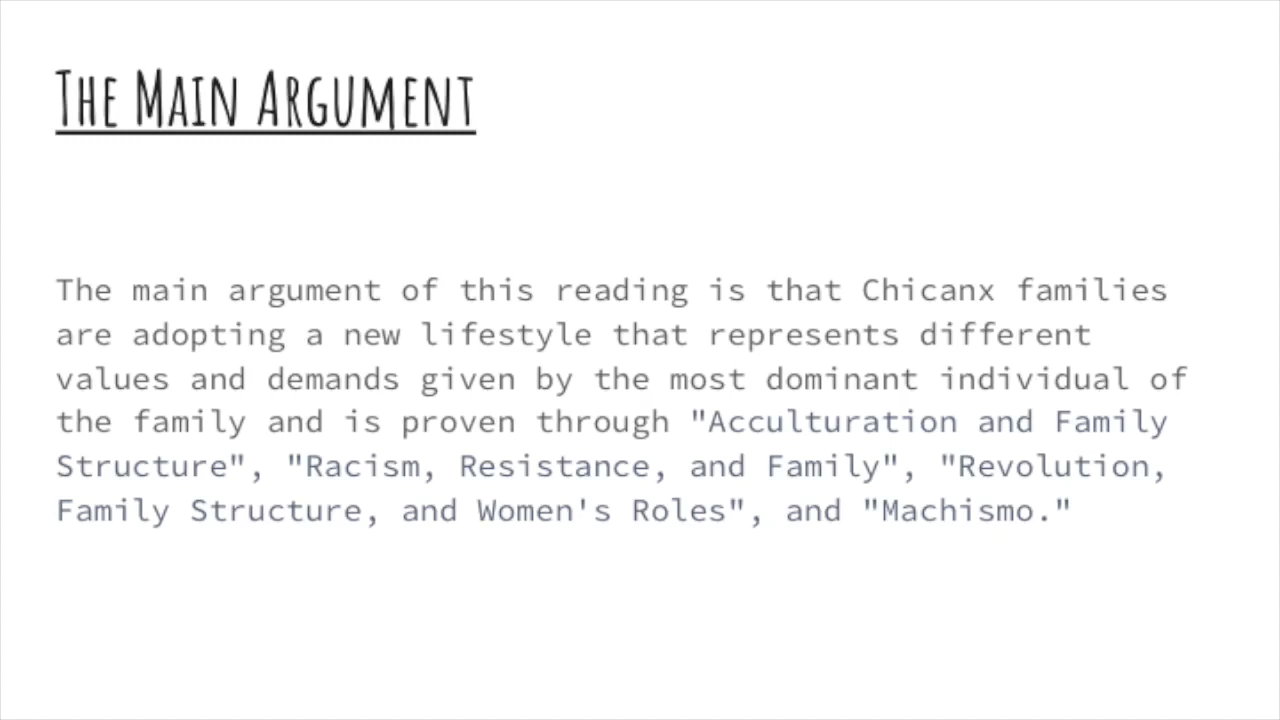 The Main Argument
The main argument of this reading is that Chicanx families
are adopting a new lifestyle that represents different
values and demands given by the most dominant individual of
the family and is proven through "Acculturation and Family
Structure", "Racism, Resistance, and Family", "Revolution,
Family Structure, and Women's Roles", and "Machismo."